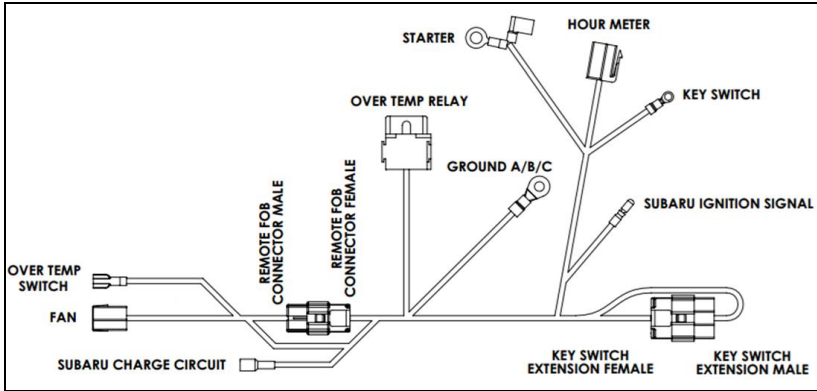 STARTER
HOUR METER
KEY SWITCH
OVER TEMP RELAY
GROUND A/B/C
SUBARU IGNITION SIGNAL
REMOTE FOB
CONNECTOR MALE
REMOTE FOB
CONNECTOR FEMALE
OVER TEMP
SWITCH
FAN
SUBARU CHARGE CIRCUIT
KEY SWITCH
EXTENSION FEMALE
KEY SWITCH
EXTENSION MALE